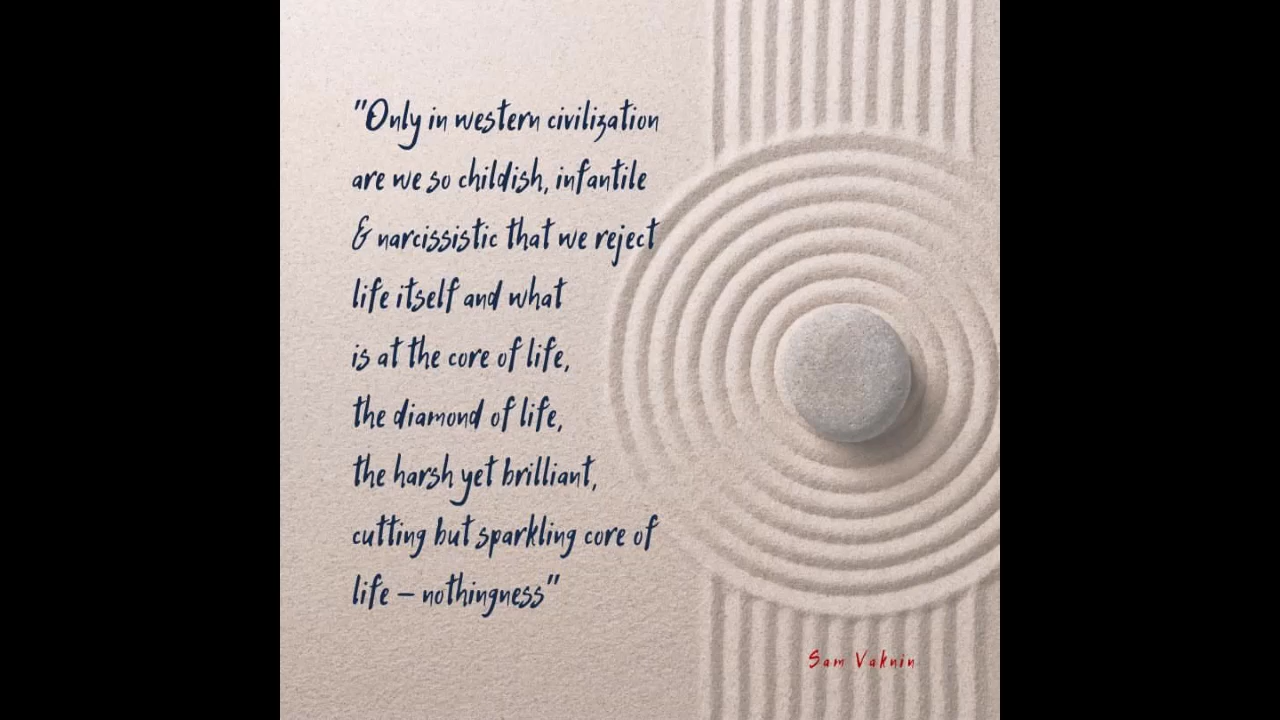 "Only in western civilization
are we so childish, infantile
& narcissistic that we reject
life itself and what
is at the core of life,
the diamond of life,
the harsh yet brilliant,
cutting but sparkling core of
life – nothingness"
Sam Vaknin